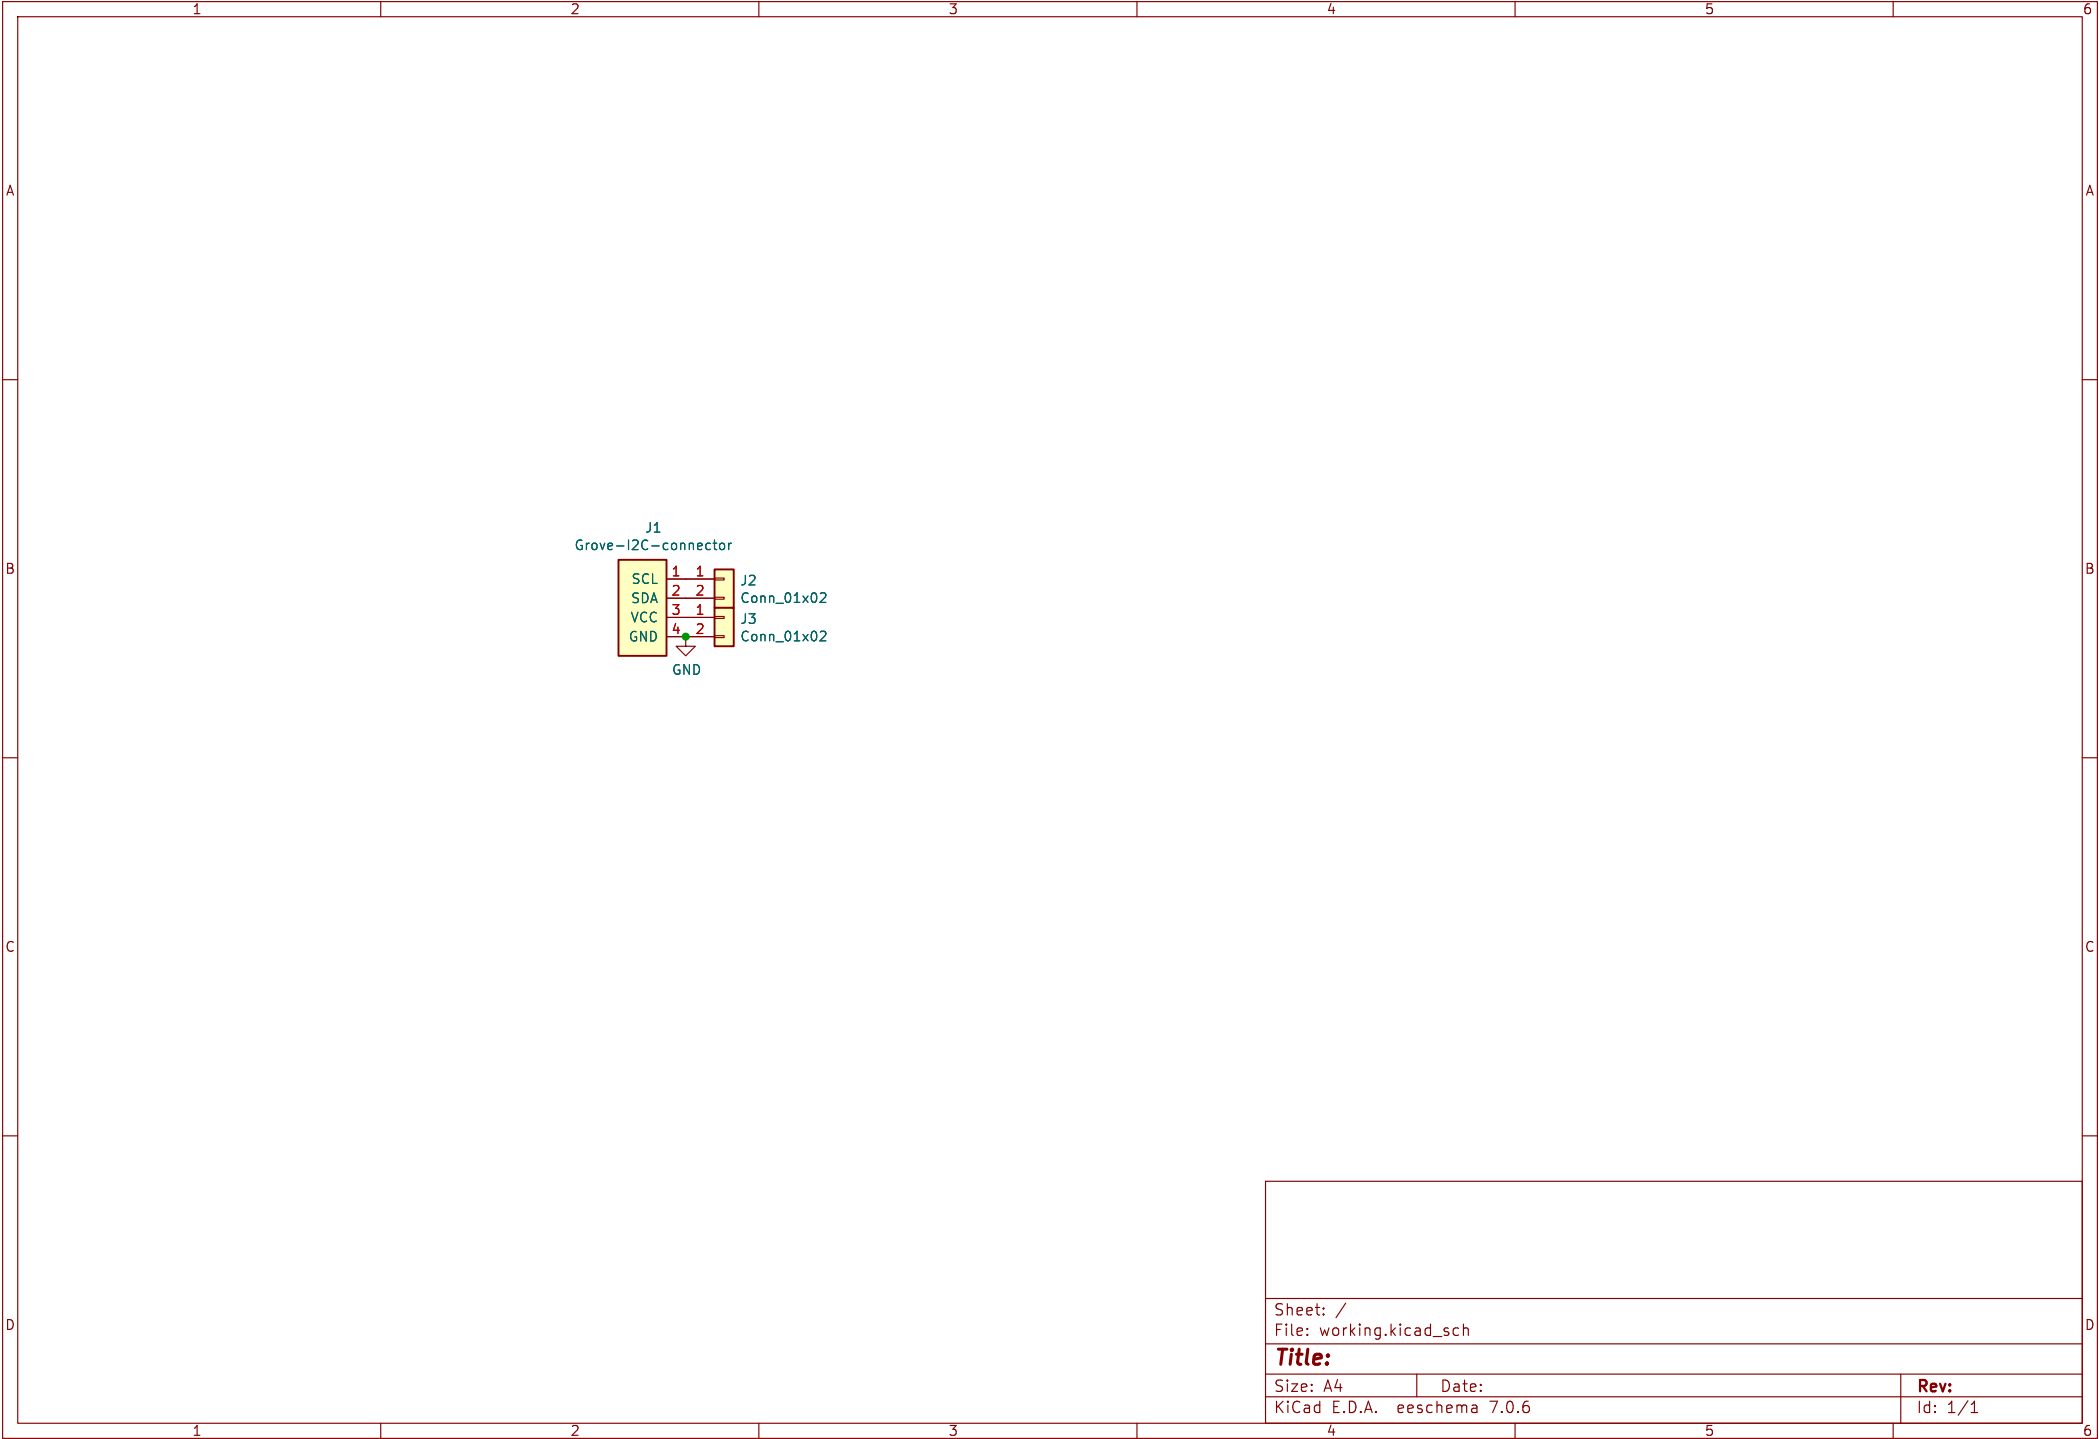 1 2 3 4 5 6
A A
J1
Grove-I2C-connector
B B
SCL 1 1 J2
SDA 2 2 Conn_01x02
VCC 3 1 J3
GND 4 2 Conn_01x02
GND
C C
Sheet: /
File: working.kicad_sch
D D
Title:
Size: A4 Date: Rev:
KiCad E.D.A. eeschema 7.0.6 Id: 1/1
1 2 3 4 5 6